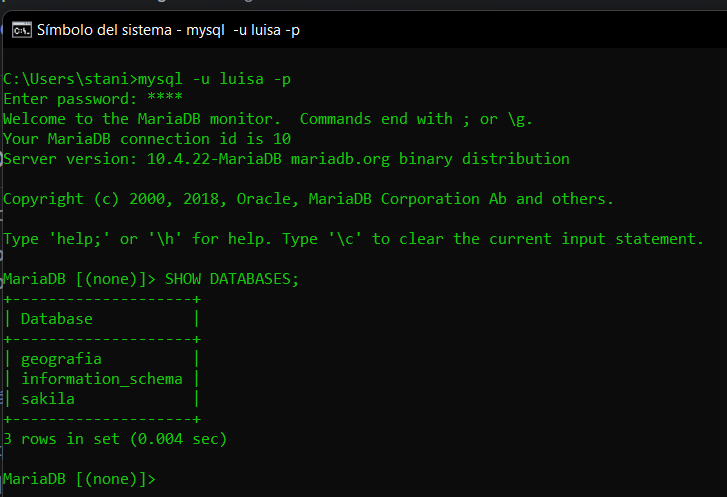 Símbolo del sistema - mysql  -u luisa -p
C:\Users\stani>mysql -u luisa -p
Enter password: ****
Welcome to the MariaDB monitor.  Commands end with ; or \g.
Your MariaDB connection id is 10
Server version: 10.4.22-MariaDB mariadb.org binary distribution
Copyright (c) 2000, 2018, Oracle, MariaDB Corporation Ab and others.
Type 'help;' or '\h' for help. Type '\c' to clear the current input statement.
MariaDB [(none)]> SHOW DATABASES;
+--------------------+
| Database           |
+--------------------+
| geografia          |
| information_schema |
| sakila             |
+--------------------+
3 rows in set (0.004 sec)
MariaDB [(none)]>